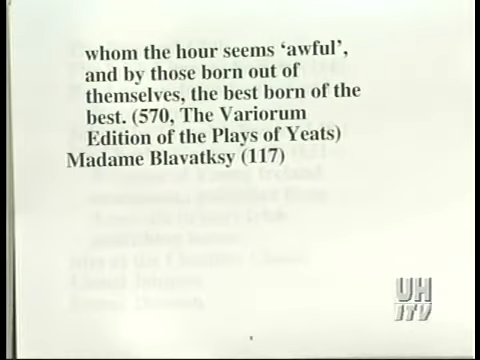 whom the hour seems ‘awful’,
and by those born out of
themselves, the best born of the
best. (570, The Variorum
Edition of the Plays of Yeats)
Madame Blavatksy (117)
UH
ITV